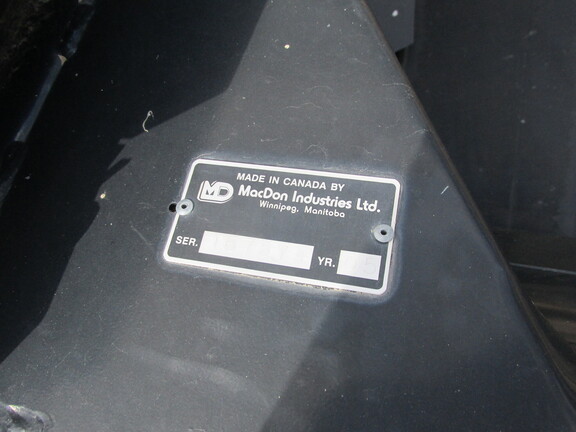 MADE IN CANADA BY
MD MacDon Industries Ltd.
Winnipeg, Manitoba
SER. YR.